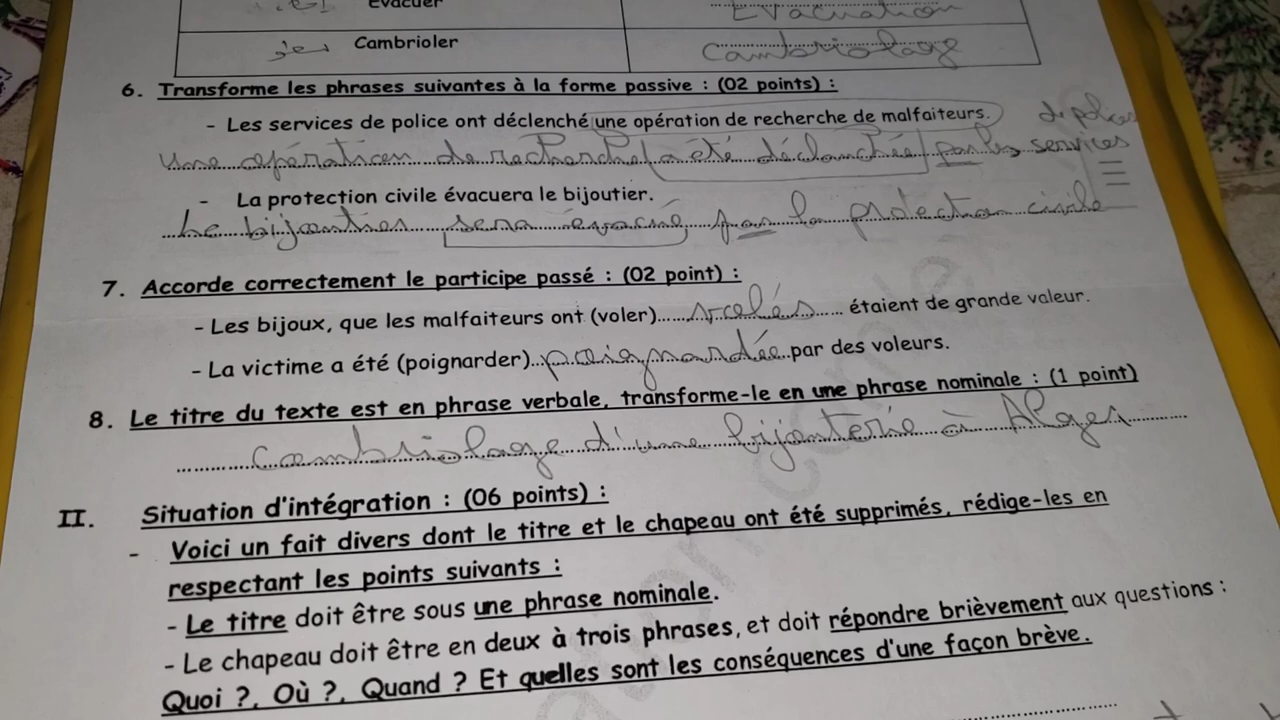 Evacuer Evacuation
Cambrioler Cambriolage
6. Transforme les phrases suivantes à la forme passive : (02 points) :
- Les services de police ont déclenché une opération de recherche de malfaiteurs.
Une opération de recherche a été déclanchée par les services de police
- La protection civile évacuera le bijoutier.
Le bijoutier sera évacué par la protection civile
7. Accorde correctement le participe passé : (02 point) :
- Les bijoux, que les malfaiteurs ont (voler)...... volés ...... étaient de grande valeur.
- La victime a été (poignarder)..poignardée..par des voleurs.
8. Le titre du texte est en phrase verbale, transforme-le en une phrase nominale : (1 point)
Cambriolage d'une bijouterie à Alger
II. Situation d'intégration : (06 points) :
- Voici un fait divers dont le titre et le chapeau ont été supprimés, rédige-les en
respectant les points suivants :
- Le titre doit être sous une phrase nominale.
- Le chapeau doit être en deux à trois phrases, et doit répondre brièvement aux questions :
Quoi ?, Où ?, Quand ? Et quelles sont les conséquences d'une façon brève.